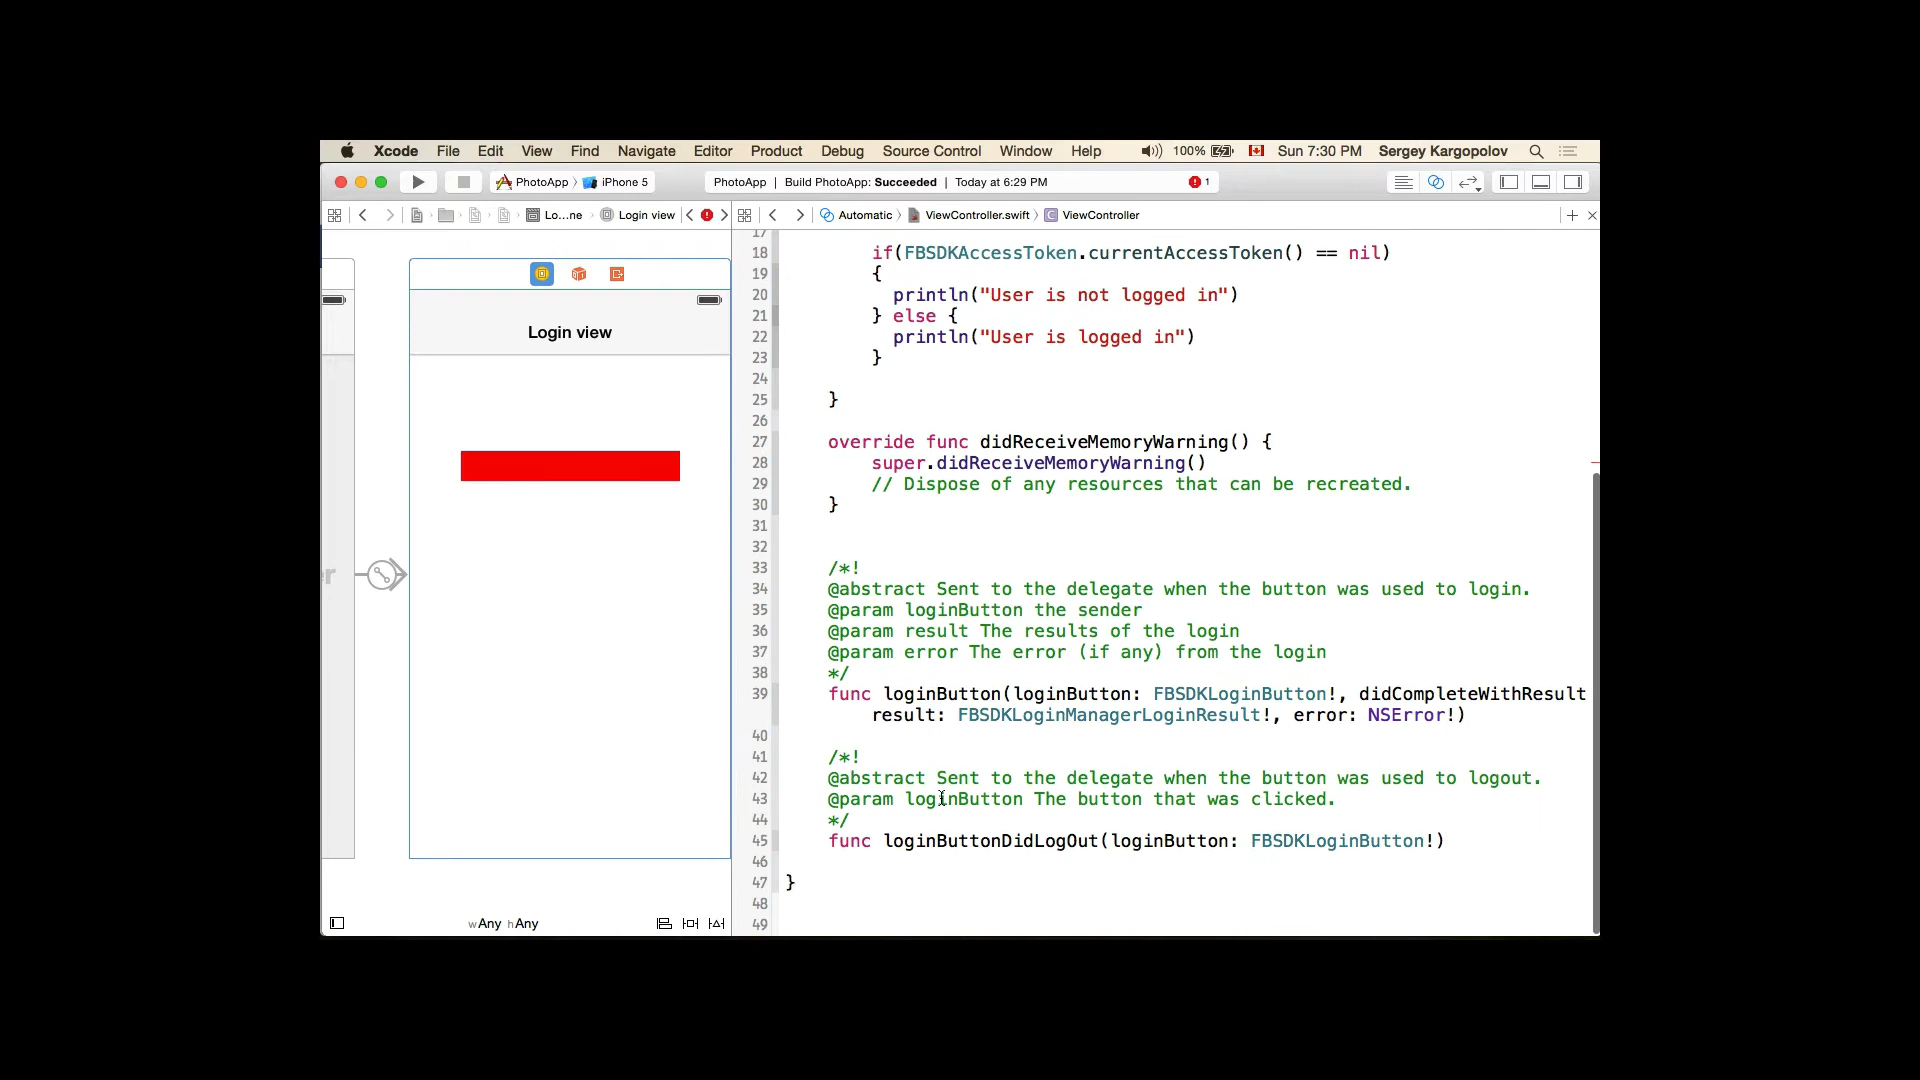 Xcode File Edit View Find Navigate Editor Product Debug Source Control Window Help 100% Sun 7:30 PM Sergey Kargopolov
PhotoApp iPhone 5 PhotoApp | Build PhotoApp: Succeeded | Today at 6:29 PM 1
Lo...ne Login view Automatic ViewController.swift ViewController
Login view
er
wAny hAny
17
18 if(FBSDKAccessToken.currentAccessToken() == nil)
19 {
20 println("User is not logged in")
21 } else {
22 println("User is logged in")
23 }
24
25 }
26
27 override func didReceiveMemoryWarning() {
28 super.didReceiveMemoryWarning()
29 // Dispose of any resources that can be recreated.
30 }
31
32
33 /*!
34 @abstract Sent to the delegate when the button was used to login.
35 @param loginButton the sender
36 @param result The results of the login
37 @param error The error (if any) from the login
38 */
39 func loginButton(loginButton: FBSDKLoginButton!, didCompleteWithResult
result: FBSDKLoginManagerLoginResult!, error: NSError!)
40
41 /*!
42 @abstract Sent to the delegate when the button was used to logout.
43 @param loginButton The button that was clicked.
44 */
45 func loginButtonDidLogOut(loginButton: FBSDKLoginButton!)
46
47 }
48
49